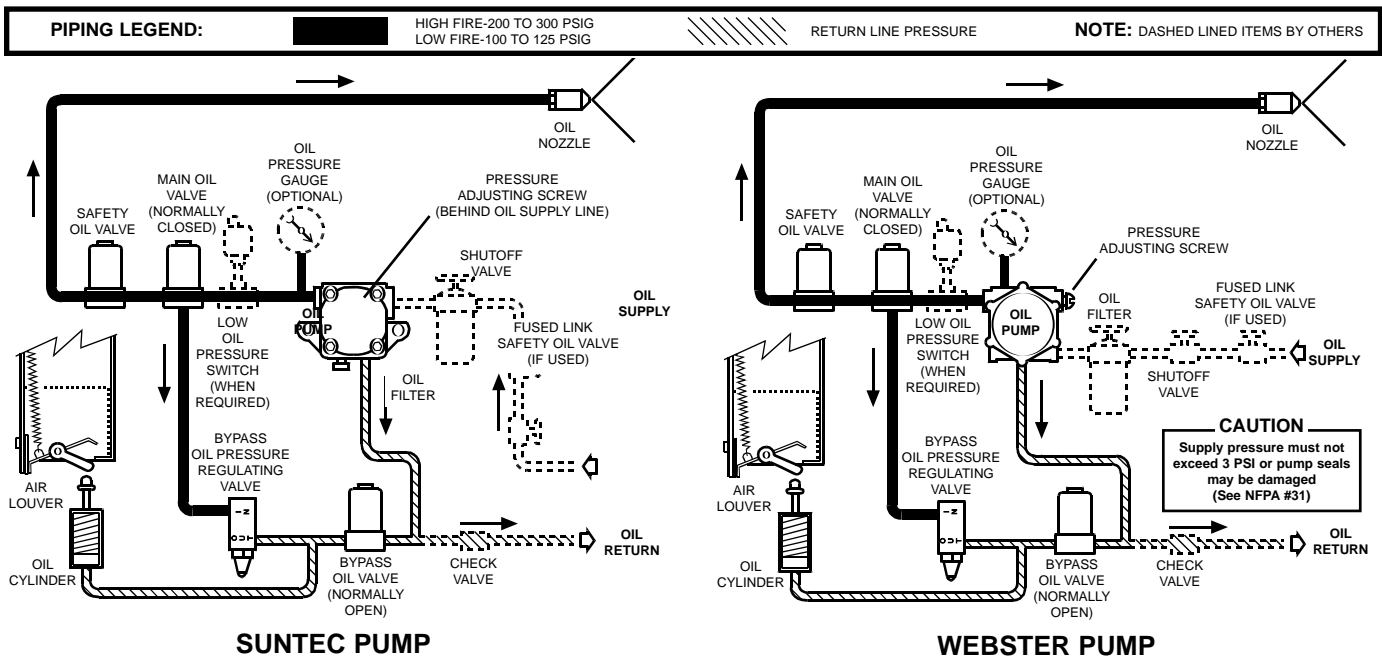 PIPING LEGEND:
HIGH FIRE-200 TO 300 PSIG
LOW FIRE-100 TO 125 PSIG
RETURN LINE PRESSURE
NOTE: DASHED LINED ITEMS BY OTHERS
OIL
NOZZLE
OIL
PRESSURE
GAUGE
(OPTIONAL)
MAIN OIL
VALVE
(NORMALLY
CLOSED)
SAFETY
OIL VALVE
PRESSURE
ADJUSTING SCREW
(BEHIND OIL SUPPLY LINE)
SHUTOFF
VALVE
OIL
SUPPLY
OIL
PUMP
FUSED LINK
SAFETY OIL VALVE
(IF USED)
LOW
OIL
PRESSURE
SWITCH
(WHEN
REQUIRED)
OIL
FILTER
BYPASS
OIL PRESSURE
REGULATING
VALVE
AIR
LOUVER
IN
OUT
OIL
RETURN
OIL
CYLINDER
BYPASS
OIL VALVE
(NORMALLY
OPEN)
CHECK
VALVE
SUNTEC PUMP
OIL
NOZZLE
OIL
PRESSURE
GAUGE
(OPTIONAL)
MAIN OIL
VALVE
(NORMALLY
CLOSED)
SAFETY
OIL VALVE
PRESSURE
ADJUSTING SCREW
OIL
FILTER
FUSED LINK
SAFETY OIL VALVE
(IF USED)
OIL
PUMP
OIL
SUPPLY
LOW OIL
PRESSURE
SWITCH
(WHEN
REQUIRED)
SHUTOFF
VALVE
CAUTION
Supply pressure must not
exceed 3 PSI or pump seals
may be damaged
(See NFPA #31)
BYPASS
OIL PRESSURE
REGULATING
VALVE
AIR
LOUVER
IN
OUT
OIL
RETURN
OIL
CYLINDER
BYPASS
OIL VALVE
(NORMALLY
OPEN)
CHECK
VALVE
WEBSTER PUMP